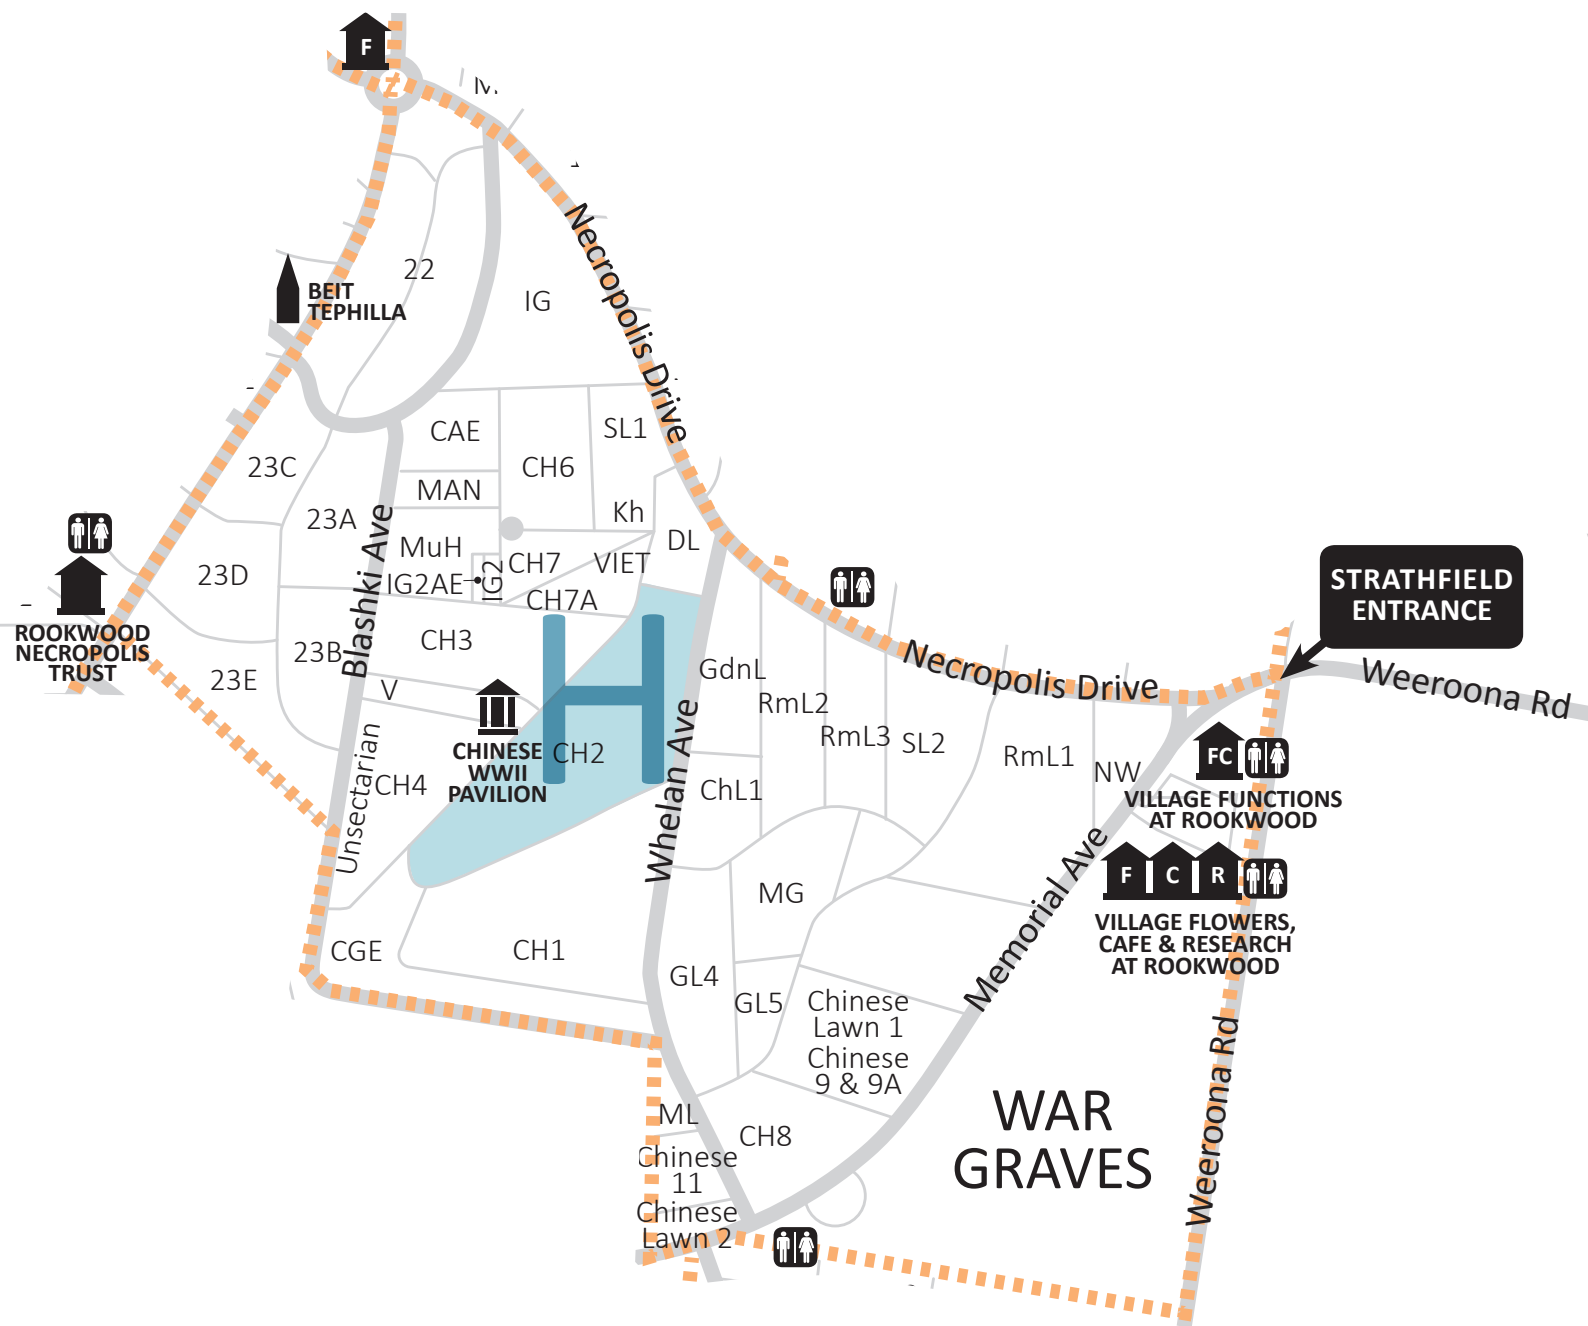 F
22
BEIT
TEPHILLA
IG
Necropolis Drive
CAE
SL1
23C
CH6
MAN
Kh
23A
MuH
DL
CH7
VIET
IG2AE
IG2
23D
CH7A
Blashki Ave
ROOKWOOD
NECROPOLIS
TRUST
CH3
23B
23E
V
H
GdnL
RmL2
RmL3
SL2
RmL1
NW
Necropolis Drive
STRATHFIELD
ENTRANCE
Weeroona Rd
FC
VILLAGE FUNCTIONS
AT ROOKWOOD
CHINESE
WWII
PAVILION
CH2
Unsectarian
CH4
Whelan Ave
ChL1
Memorial Ave
F C R
VILLAGE FLOWERS,
CAFE & RESEARCH
AT ROOKWOOD
MG
CGE
CH1
GL4
GL5
Chinese
Lawn 1
Chinese
9 & 9A
Weeroona Rd
WAR
GRAVES
ML
CH8
Chinese
11
Chinese
Lawn 2